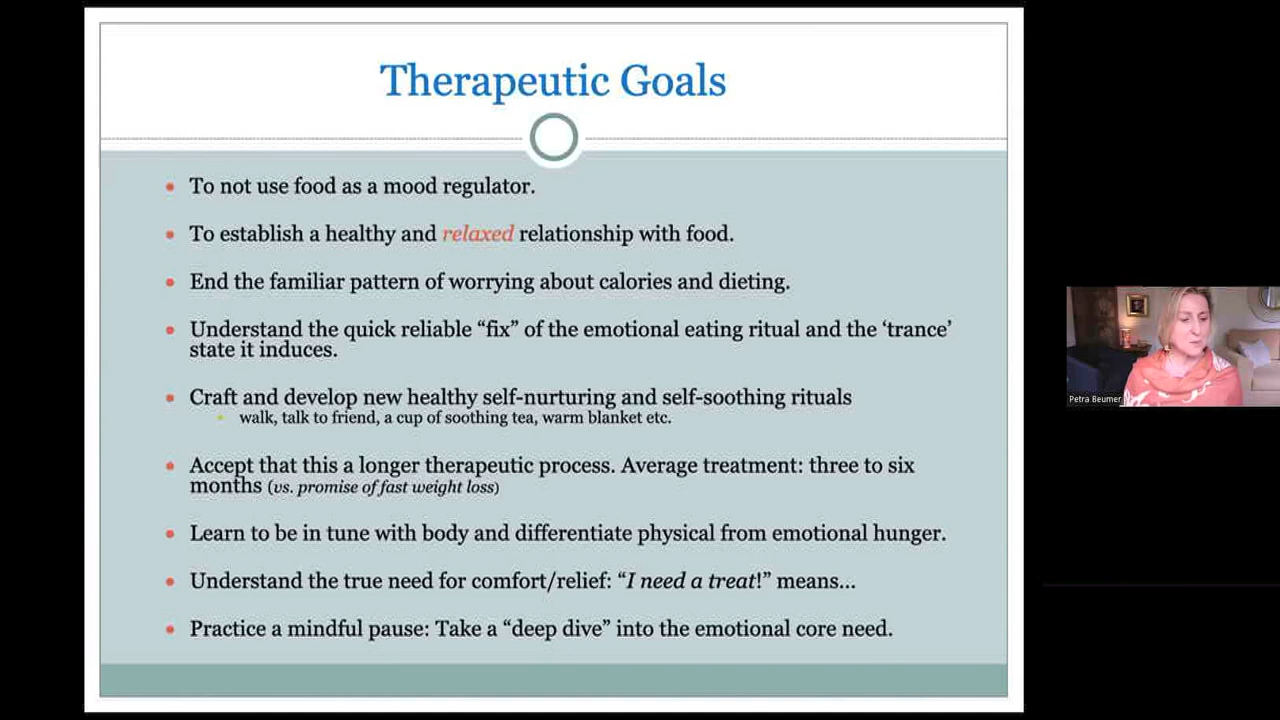 Therapeutic Goals
• To not use food as a mood regulator.
• To establish a healthy and relaxed relationship with food.
• End the familiar pattern of worrying about calories and dieting.
• Understand the quick reliable “fix” of the emotional eating ritual and the ‘trance’
state it induces.
• Craft and develop new healthy self-nurturing and self-soothing rituals
• walk, talk to friend, a cup of soothing tea, warm blanket etc.
• Accept that this a longer therapeutic process. Average treatment: three to six
months (vs. promise of fast weight loss)
• Learn to be in tune with body and differentiate physical from emotional hunger.
• Understand the true need for comfort/relief: “I need a treat!” means...
• Practice a mindful pause: Take a “deep dive” into the emotional core need.
Petra Beumer